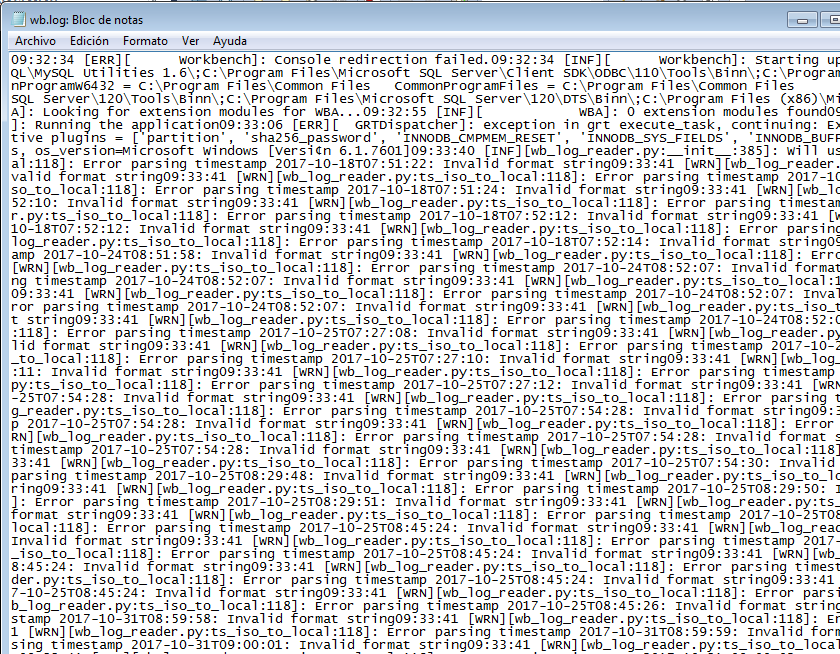 wb.log: Bloc de notas
Archivo Edición Formato Ver Ayuda
09:32:34 [ERR][ Workbench]: Console redirection failed.09:32:34 [INF][ Workbench]: Starting up
QL\MySQL Utilities 1.6\;C:\Program Files\Microsoft SQL Server\Client SDK\ODBC\110\Tools\Binn\;C:\Program
nProgramW6432 = C:\Program Files\Common Files CommonProgramFiles = C:\Program Files\Common Files
SQL Server\120\Tools\Binn\;C:\Program Files\Microsoft SQL Server\120\DTS\Binn\;C:\Program Files (x86)\Mi
A]: Looking for extension modules for WBA...09:32:55 [INF][ WBA]: 0 extension modules found09
]: Running the application09:33:06 [ERR][ GRTDispatcher]: exception in grt execute_task, continuing: Ex
tive plugins = ['partition', 'sha256_password', 'INNODB_CMPMEM_RESET', 'INNODB_SYS_FIELDS', 'INNODB_BUFF
s, os_version=Microsoft Windows [Versiгn 6.1.7601]09:33:40 [INF][wb_log_reader.py:__init__:385]: Will us
al:118]: Error parsing timestamp 2017-10-18T07:51:22: Invalid format string09:33:41 [WRN][wb_log_reader.
valid format string09:33:41 [WRN][wb_log_reader.py:ts_iso_to_local:118]: Error parsing timestamp 2017-10
so_to_local:118]: Error parsing timestamp 2017-10-18T07:51:24: Invalid format string09:33:41 [WRN][wb_lo
52:10: Invalid format string09:33:41 [WRN][wb_log_reader.py:ts_iso_to_local:118]: Error parsing timestam
r.py:ts_iso_to_local:118]: Error parsing timestamp 2017-10-18T07:52:12: Invalid format string09:33:41 [W
10-18T07:52:12: Invalid format string09:33:41 [WRN][wb_log_reader.py:ts_iso_to_local:118]: Error parsing
log_reader.py:ts_iso_to_local:118]: Error parsing timestamp 2017-10-18T07:52:14: Invalid format string09
amp 2017-10-24T08:51:58: Invalid format string09:33:41 [WRN][wb_log_reader.py:ts_iso_to_local:118]: Erro
[WRN][wb_log_reader.py:ts_iso_to_local:118]: Error parsing timestamp 2017-10-24T08:52:07: Invalid format
ng timestamp 2017-10-24T08:52:07: Invalid format string09:33:41 [WRN][wb_log_reader.py:ts_iso_to_local:1
09:33:41 [WRN][wb_log_reader.py:ts_iso_to_local:118]: Error parsing timestamp 2017-10-24T08:52:07: Inval
ror parsing timestamp 2017-10-24T08:52:07: Invalid format string09:33:41 [WRN][wb_log_reader.py:ts_iso_t
t string09:33:41 [WRN][wb_log_reader.py:ts_iso_to_local:118]: Error parsing timestamp 2017-10-24T08:52:0
:118]: Error parsing timestamp 2017-10-25T07:27:08: Invalid format string09:33:41 [WRN][wb_log_reader.py
lid format string09:33:41 [WRN][wb_log_reader.py:ts_iso_to_local:118]: Error parsing timestamp 2017-10-2
_to_local:118]: Error parsing timestamp 2017-10-25T07:27:10: Invalid format string09:33:41 [WRN][wb_log_
:11: Invalid format string09:33:41 [WRN][wb_log_reader.py:ts_iso_to_local:118]: Error parsing timestamp
py:ts_iso_to_local:118]: Error parsing timestamp 2017-10-25T07:27:12: Invalid format string09:33:41 [WRN
-25T07:54:28: Invalid format string09:33:41 [WRN][wb_log_reader.py:ts_iso_to_local:118]: Error parsing t
g_reader.py:ts_iso_to_local:118]: Error parsing timestamp 2017-10-25T07:54:28: Invalid format string09:3
p 2017-10-25T07:54:28: Invalid format string09:33:41 [WRN][wb_log_reader.py:ts_iso_to_local:118]: Error
RN][wb_log_reader.py:ts_iso_to_local:118]: Error parsing timestamp 2017-10-25T07:54:28: Invalid format s
timestamp 2017-10-25T07:54:28: Invalid format string09:33:41 [WRN][wb_log_reader.py:ts_iso_to_local:118]
33:41 [WRN][wb_log_reader.py:ts_iso_to_local:118]: Error parsing timestamp 2017-10-25T07:54:30: Invalid
parsing timestamp 2017-10-25T08:29:48: Invalid format string09:33:41 [WRN][wb_log_reader.py:ts_iso_to_lo
ring09:33:41 [WRN][wb_log_reader.py:ts_iso_to_local:118]: Error parsing timestamp 2017-10-25T08:29:50: I
]: Error parsing timestamp 2017-10-25T08:29:51: Invalid format string09:33:41 [WRN][wb_log_reader.py:ts_
format string09:33:41 [WRN][wb_log_reader.py:ts_iso_to_local:118]: Error parsing timestamp 2017-10-25T08
local:118]: Error parsing timestamp 2017-10-25T08:45:24: Invalid format string09:33:41 [WRN][wb_log_read
Invalid format string09:33:41 [WRN][wb_log_reader.py:ts_iso_to_local:118]: Error parsing timestamp 2017-
_iso_to_local:118]: Error parsing timestamp 2017-10-25T08:45:24: Invalid format string09:33:41 [WRN][wb_
8:45:24: Invalid format string09:33:41 [WRN][wb_log_reader.py:ts_iso_to_local:118]: Error parsing timest
der.py:ts_iso_to_local:118]: Error parsing timestamp 2017-10-25T08:45:24: Invalid format string09:33:41
7-10-25T08:45:24: Invalid format string09:33:41 [WRN][wb_log_reader.py:ts_iso_to_local:118]: Error parsi
b_log_reader.py:ts_iso_to_local:118]: Error parsing timestamp 2017-10-25T08:45:26: Invalid format string
stamp 2017-10-31T08:59:58: Invalid format string09:33:41 [WRN][wb_log_reader.py:ts_iso_to_local:118]: Er
1 [WRN][wb_log_reader.py:ts_iso_to_local:118]: Error parsing timestamp 2017-10-31T08:59:59: Invalid form
sing timestamp 2017-10-31T09:00:01: Invalid format string09:33:41 [WRN][wb_log_reader.py:ts_iso_to_local